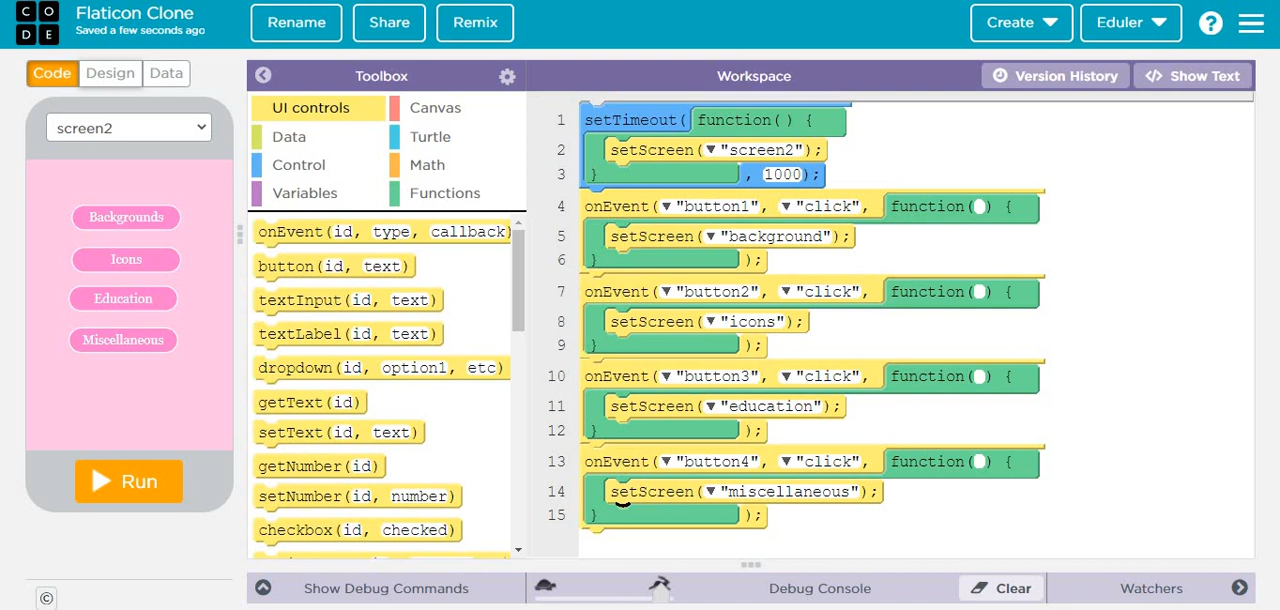 CODE
Flaticon Clone
Saved a few seconds ago
Rename
Share
Remix
Create
Eduler
?
Code
Design
Data
Toolbox
Workspace
Version History
</> Show Text
screen2
Backgrounds
Icons
Education
Miscellaneous
Run
©
UI controls
Canvas
Data
Turtle
Control
Math
Variables
Functions
onEvent(id, type, callback)
button(id, text)
textInput(id, text)
textLabel(id, text)
dropdown(id, option1, etc)
getText(id)
setText(id, text)
getNumber(id)
setNumber(id, number)
checkbox(id, checked)
1 setTimeout( function() {
2 setScreen(▼"screen2");
3 } , 1000);
4 onEvent(▼"button1", ▼"click", function() {
5 setScreen(▼"background");
6 } );
7 onEvent(▼"button2", ▼"click", function() {
8 setScreen(▼"icons");
9 } );
10 onEvent(▼"button3", ▼"click", function() {
11 setScreen(▼"education");
12 } );
13 onEvent(▼"button4", ▼"click", function() {
14 setScreen(▼"miscellaneous");
15 } );
Show Debug Commands
Debug Console
Clear
Watchers